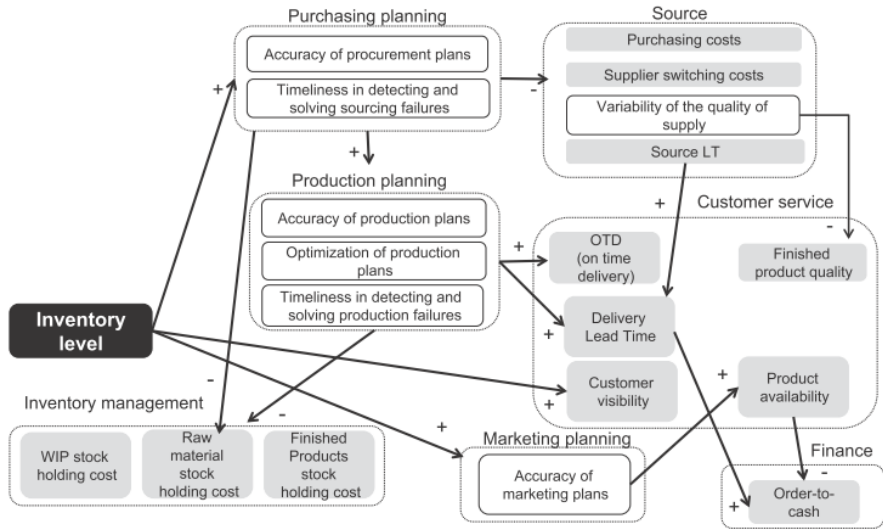 Purchasing planning
Accuracy of procurement plans
Timeliness in detecting and
solving sourcing failures
+
-
+
Source
Purchasing costs
Supplier switching costs
Variability of the quality of
supply
Source LT
+
-
Production planning
Accuracy of production plans
Optimization of production
plans
Timeliness in detecting and
solving production failures
+
+
Customer service
OTD
(on time
delivery)
Finished
product quality
Delivery
Lead Time
Customer
visibility
+
Product
availability
+
Inventory
level
-
-
+
Inventory management
WIP stock
holding cost
Raw
material
stock
holding cost
Finished
Products
stock
holding cost
Marketing planning
Accuracy of
marketing plans
Finance
-
+
Order-to-
cash